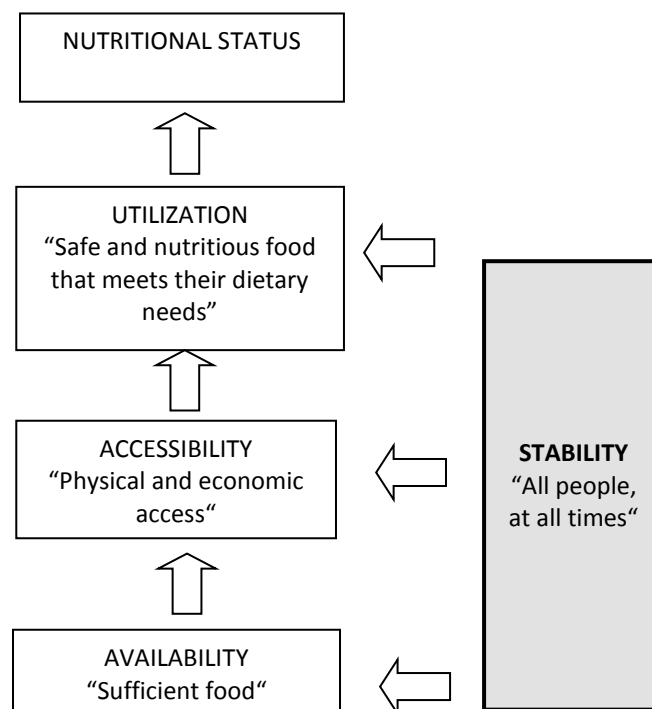 NUTRITIONAL STATUS
UTILIZATION
“Safe and nutritious food
that meets their dietary
needs”
ACCESSIBILITY
“Physical and economic
access“
STABILITY
“All people,
at all times“
AVAILABILITY
“Sufficient food“